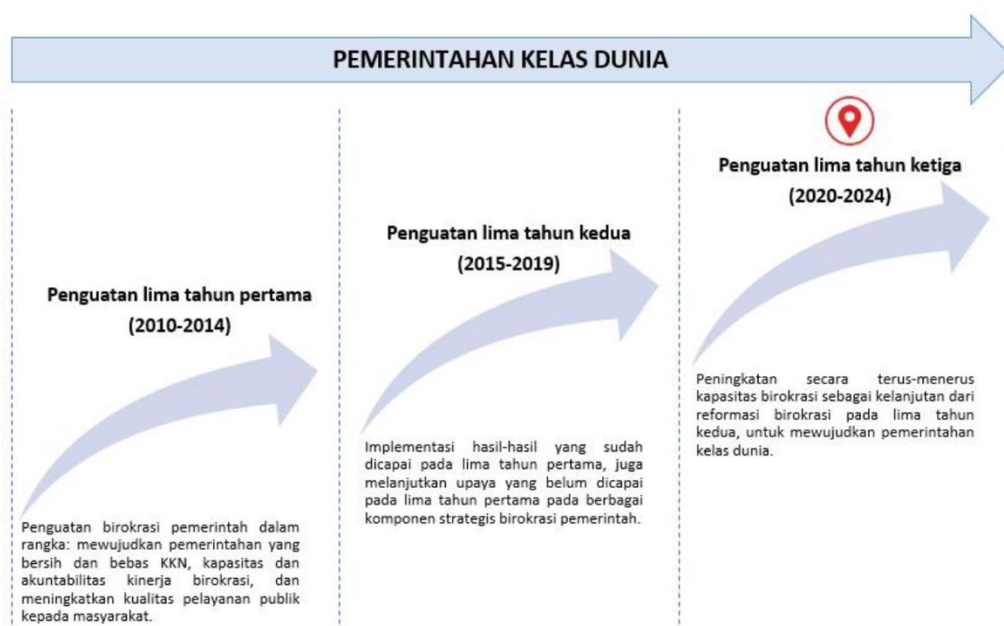 PEMERINTAHAN KELAS DUNIA
Penguatan lima tahun pertama
(2010-2014)
Penguatan birokrasi pemerintah dalam
rangka: mewujudkan pemerintahan yang
bersih dan bebas KKN, kapasitas dan
akuntabilitas kinerja birokrasi, dan
meningkatkan kualitas pelayanan publik
kepada masyarakat.
Penguatan lima tahun kedua
(2015-2019)
Implementasi hasil-hasil yang sudah
dicapai pada lima tahun pertama, juga
melanjutkan upaya yang belum dicapai
pada lima tahun pertama pada berbagai
komponen strategis birokrasi pemerintah.
Penguatan lima tahun ketiga
(2020-2024)
Peningkatan secara terus-menerus
kapasitas birokrasi sebagai kelanjutan dari
reformasi birokrasi pada lima tahun
kedua, untuk mewujudkan pemerintahan
kelas dunia.